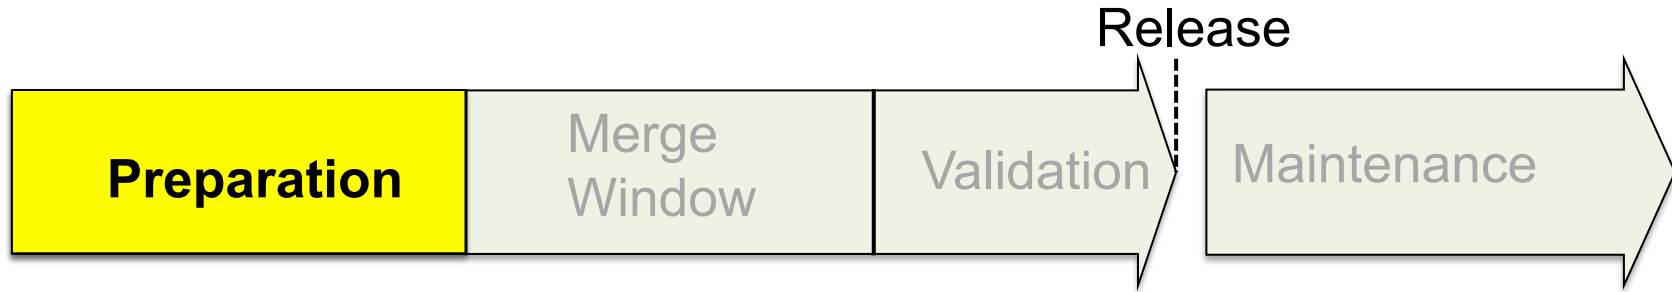 Release
Preparation
Merge
Window
Validation
Maintenance